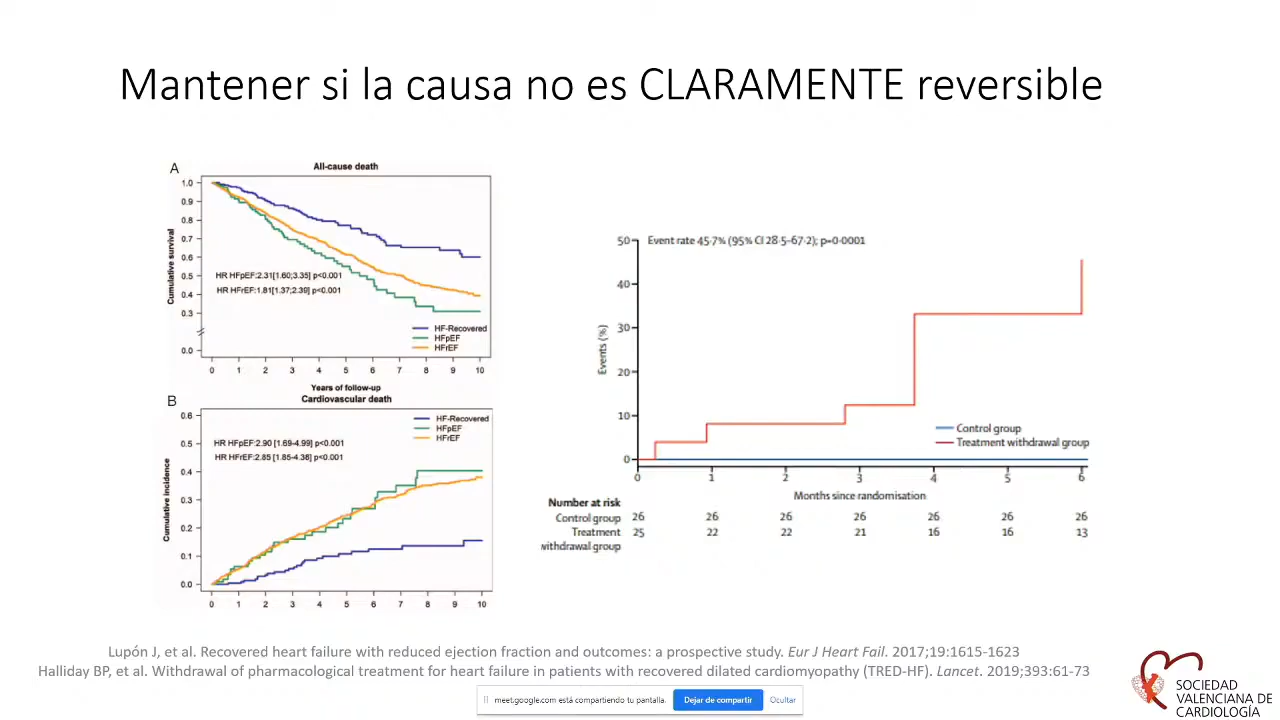 Mantener si la causa no es CLARAMENTE reversible
A
All-cause death
Cumulative survival
1.0
0.9
0.8
0.7
0.6
0.5
0.4
0.3
0.0
HR HFpEF:2.31[1.60;3.35] p<0.001
HR HFrEF:1.81[1.37;2.39] p<0.001
HF-Recovered
HFpEF
HFrEF
0 1 2 3 4 5 6 7 8 9 10
Years of follow-up
B
Cardiovascular death
Cumulative incidence
0.6
0.5
0.4
0.3
0.2
0.1
0.0
HR HFpEF:2.90 [1.69-4.99] p<0.001
HR HFrEF:2.85 [1.85-4.38] p<0.001
HF-Recovered
HFpEF
HFrEF
0 1 2 3 4 5 6 7 8 9 10
Event rate 45·7% (95% CI 28·5–67·2); p=0·0001
Events (%)
50
40
30
20
10
0
Control group
Treatment withdrawal group
0 1 2 3 4 5 6
Months since randomisation
Number at risk
Control group 26 26 26 26 26 26 26
Treatment 25 22 22 21 16 16 13
withdrawal group
Lupón J, et al. Recovered heart failure with reduced ejection fraction and outcomes: a prospective study. Eur J Heart Fail. 2017;19:1615-1623
Halliday BP, et al. Withdrawal of pharmacological treatment for heart failure in patients with recovered dilated cardiomyopathy (TRED-HF). Lancet. 2019;393:61-73
meet.google.com está compartiendo tu pantalla.
Dejar de compartir
Ocultar
SOCIEDAD
VALENCIANA DE
CARDIOLOGÍA